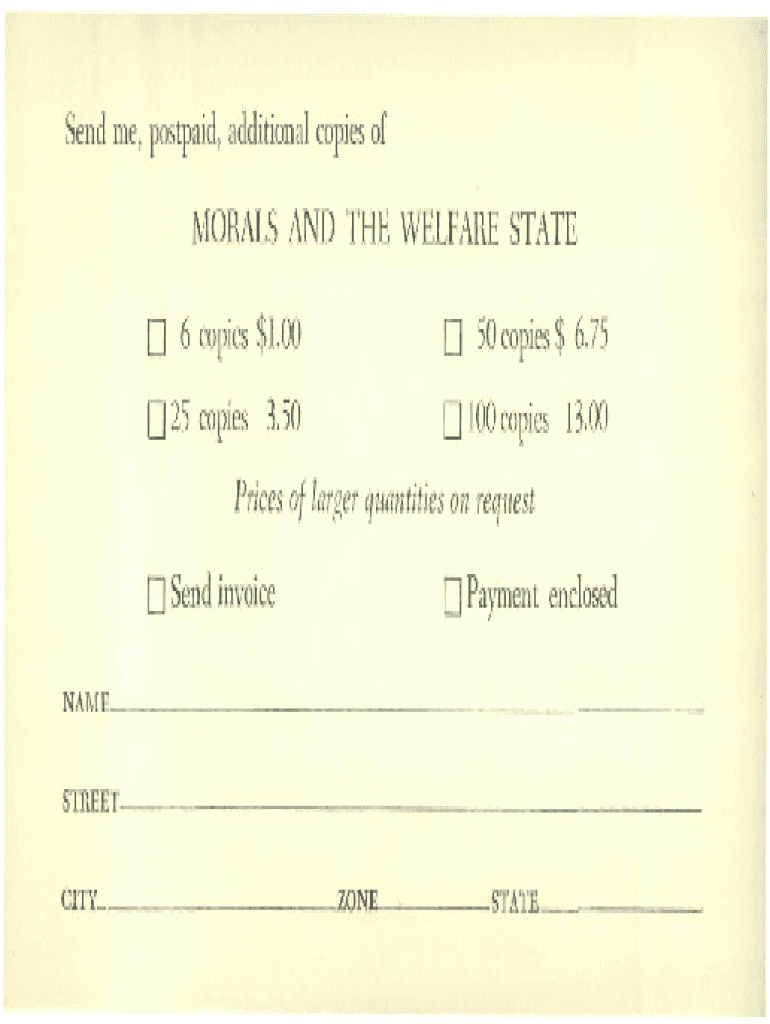 Send me, postpaid, additional copies of
MORALS AND THE WELFARE STATE
6 copies $1.00
50 copies $ 6.75
25 copies 3.50
100 copies 13.00
Prices of larger quantities on request
Send invoice
Payment enclosed
NAME
STREET
CITY ZONE STATE